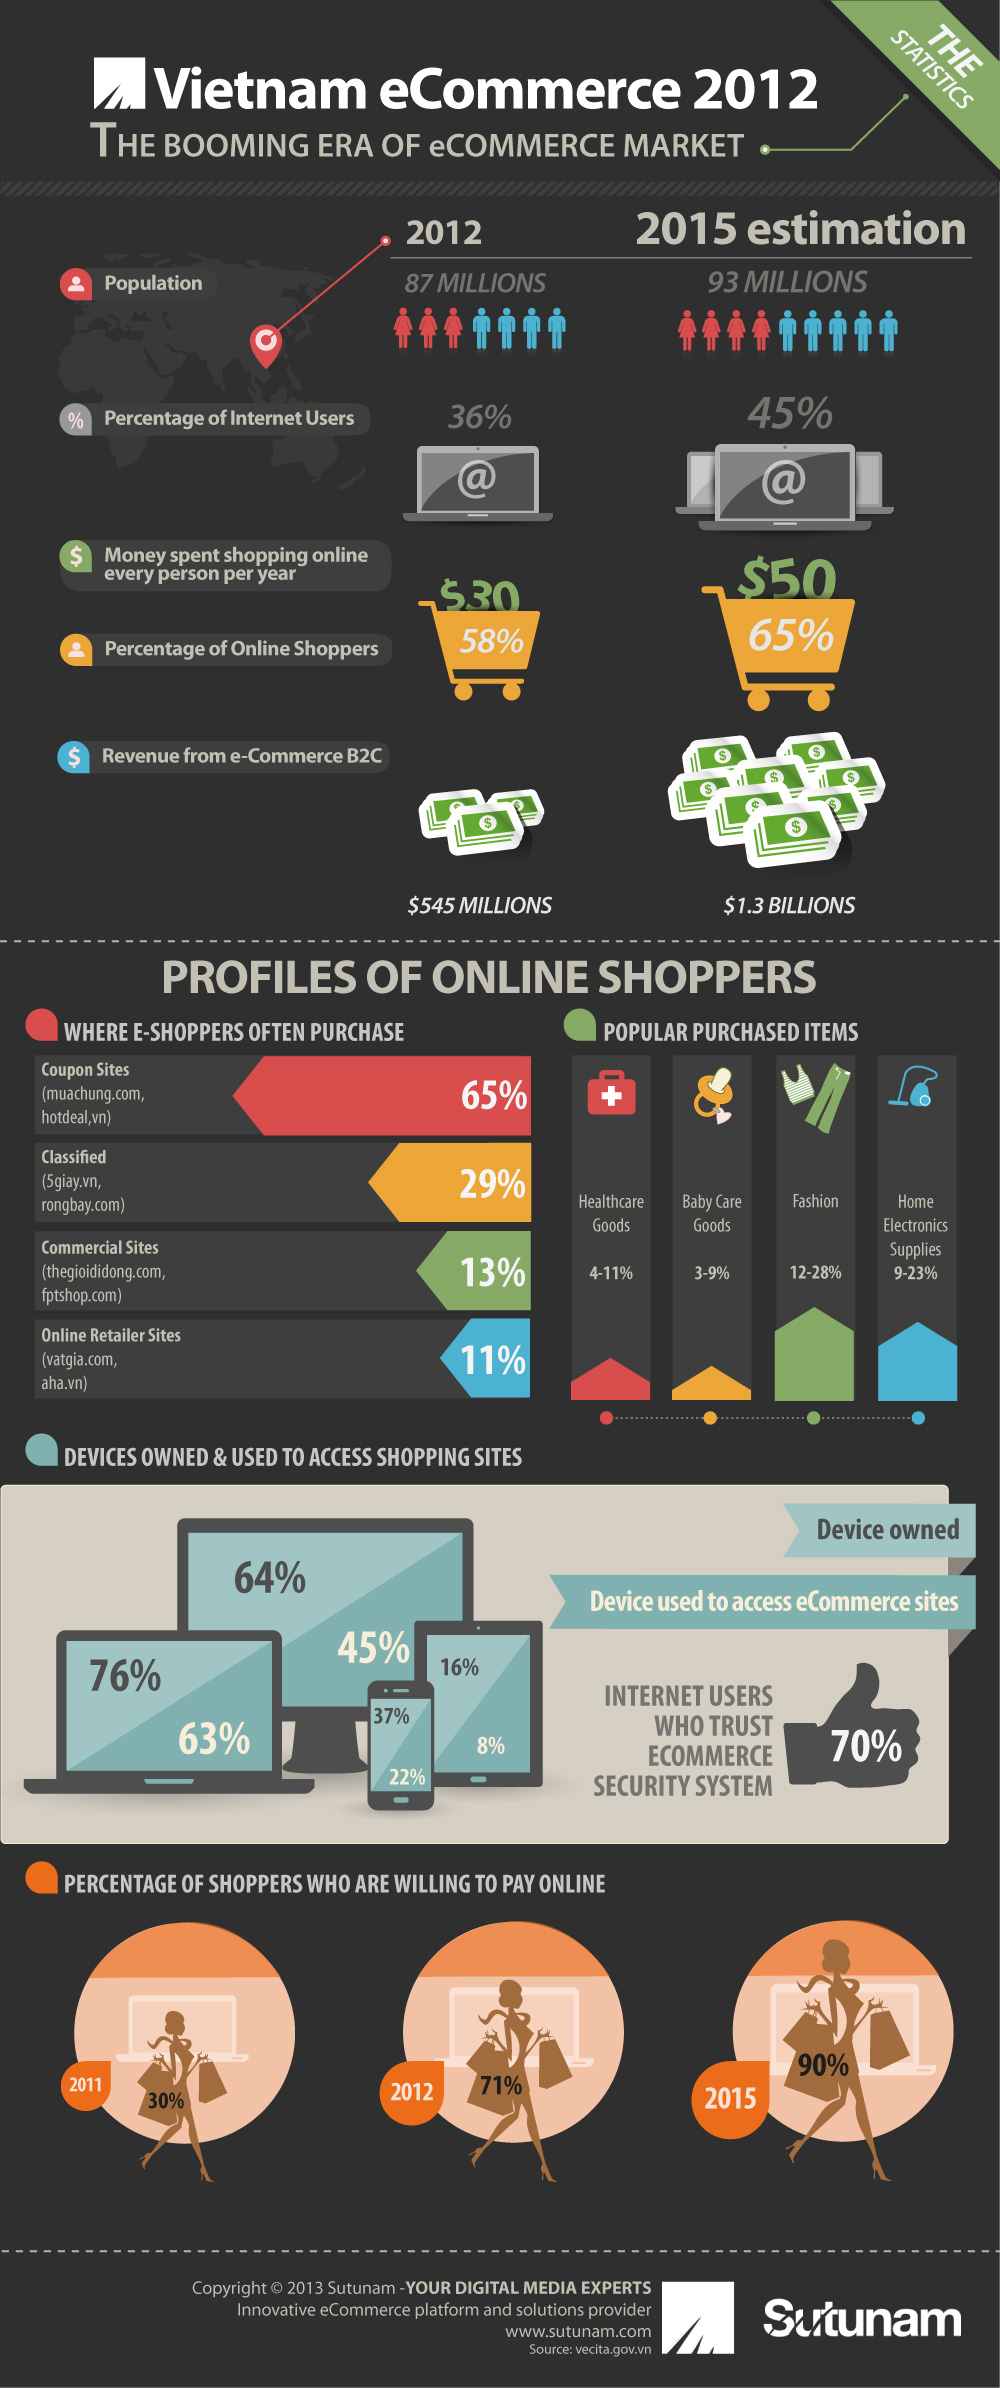 THE
STATISTICS
Vietnam eCommerce 2012
THE BOOMING ERA OF eCOMMERCE MARKET
2012
2015 estimation
Population
87 MILLIONS
93 MILLIONS
% Percentage of Internet Users
36%
45%
@
@
$ Money spent shopping online
every person per year
$30
$50
Percentage of Online Shoppers
58%
65%
$ Revenue from e-Commerce B2C
$545 MILLIONS
$1.3 BILLIONS
PROFILES OF ONLINE SHOPPERS
WHERE E-SHOPPERS OFTEN PURCHASE
Coupon Sites
(muachung.com,
hotdeal,vn)
65%
Classified
(5giay.vn,
rongbay.com)
29%
Commercial Sites
(thegioididong.com,
fptshop.com)
13%
Online Retailer Sites
(vatgia.com,
aha.vn)
11%
POPULAR PURCHASED ITEMS
Healthcare
Goods
4-11%
Baby Care
Goods
3-9%
Fashion
12-28%
Home
Electronics
Supplies
9-23%
DEVICES OWNED & USED TO ACCESS SHOPPING SITES
Device owned
Device used to access eCommerce sites
64%
45%
76%
63%
16%
8%
37%
22%
INTERNET USERS
WHO TRUST
ECOMMERCE
SECURITY SYSTEM
70%
PERCENTAGE OF SHOPPERS WHO ARE WILLING TO PAY ONLINE
2011
30%
2012
71%
2015
90%
Copyright © 2013 Sutunam -YOUR DIGITAL MEDIA EXPERTS
Innovative eCommerce platform and solutions provider
www.sutunam.com
Source: vecita.gov.vn
Sutunam